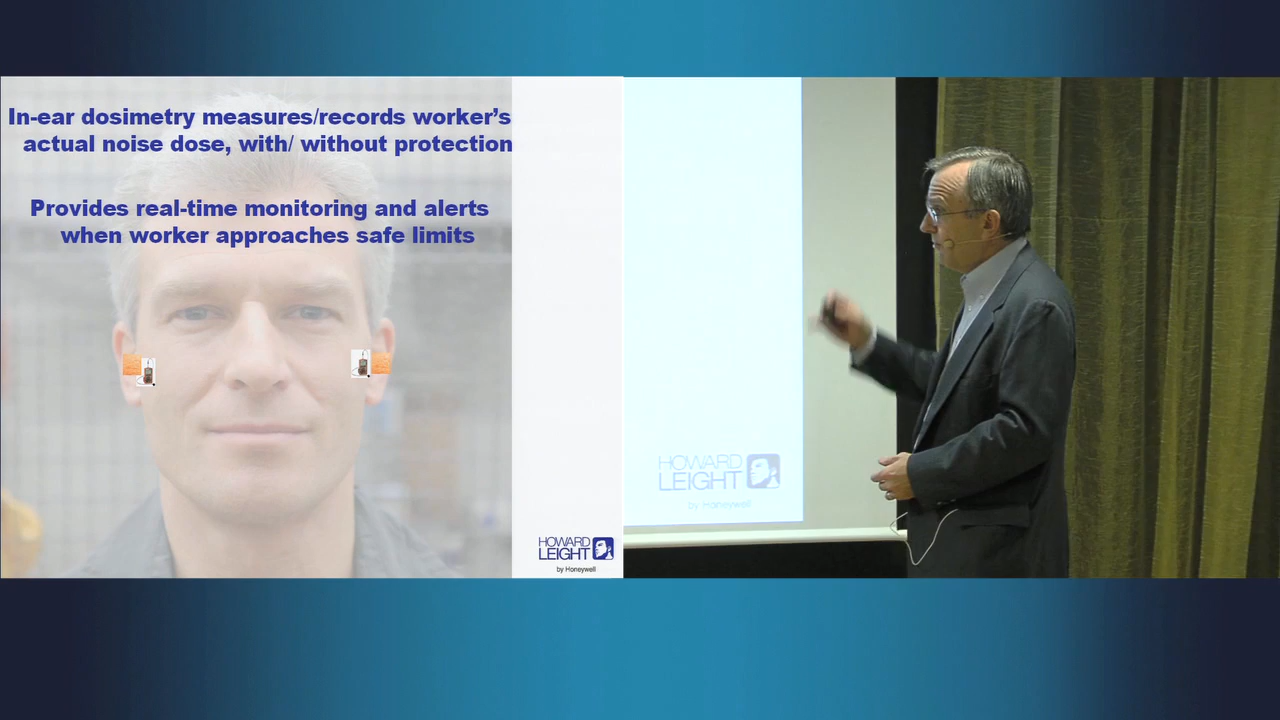 In-ear dosimetry measures/records worker's
actual noise dose, with/ without protection
Provides real-time monitoring and alerts
when worker approaches safe limits
HOWARD
LEIGHT
by Honeywell
HOWARD
LEIGHT
by Honeywell